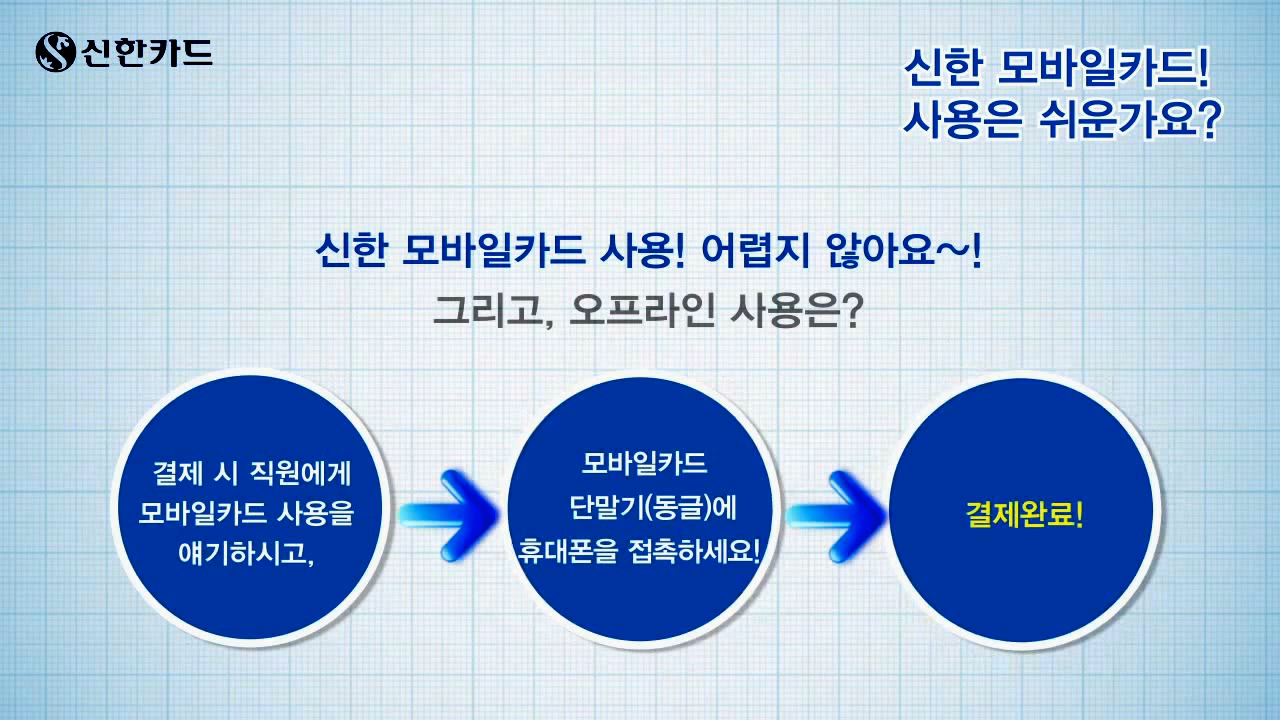 신한카드
신한 모바일카드!
사용은 쉬운가요?
신한 모바일카드 사용! 어렵지 않아요~!
그리고, 오프라인 사용은?
결제 시 직원에게
모바일카드 사용을
얘기하시고,
모바일카드
단말기(동글)에
휴대폰을 접촉하세요!
결제완료!